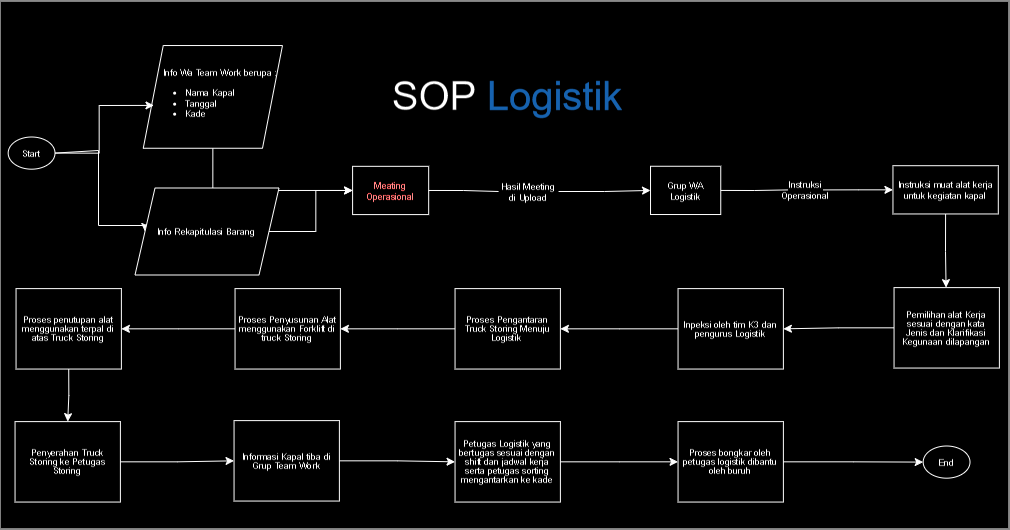 SOP Logistik
Start
Info Wa Team Work berupa :
Nama Kapal
Tanggal
Kade
Info Rekapitulasi Barang
Meating
Operasional
Hasil Meeting
di Upload
Grup WA
Logistik
Instruksi
Operasional
Instruksi muat alat kerja
untuk kegiatan kapal
Pemilihan alat Kerja
sesuai dengan kata
Jenis dan Klarifikasi
Kegunaan dilapangan
Inpeksi oleh tim K3 dan
pengurus Logistik
Proses Pengantaran
Truck Storing Menuju
Logistik
Proses Penyusunan Alat
menggunakan Forklift di
truck Storing
Proses penutupan alat
menggunakan terpal di
atas Truck Storing
Penyerahan Truck
Storing ke Petugas
Storing
Informasi Kapal tiba di
Grup Team Work
Petugas Logistik yang
bertugas sesuai dengan
shift dan jadwal kerja
serta petugas sorting
mengantarkan ke kade
Proses bongkar oleh
petugas logistik dibantu
oleh buruh
End